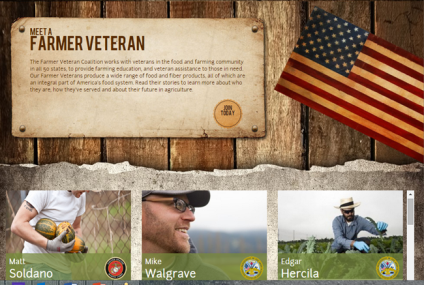 MEET A
FARMER VETERAN
The Farmer Veteran Coalition works with veterans in the food and farming community
in all 50 states, to provide farming education, and veteran assistance to those in need.
Our Farmer Veterans produce a wide range of food and fiber products, all of which are
an integral part of America's food system. Read their stories to learn more about who
they are, how they've served and about their future in agriculture.
JOIN
TODAY
Matt
Soldano
Mike
Walgrave
Edgar
Hercila